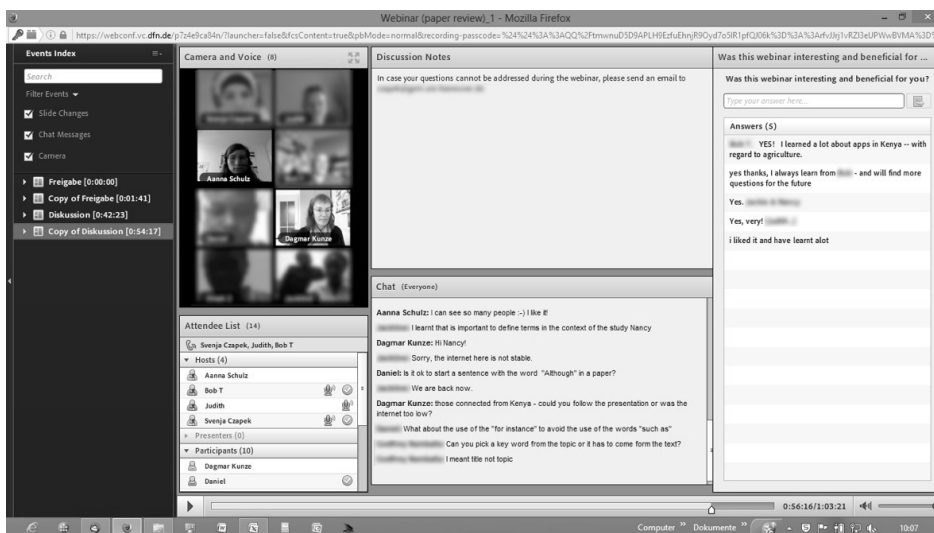 Webinar (paper review)_1 - Mozilla Firefox
Events Index
Search
Filter Events
Slide Changes
Chat Messages
Camera
Freigabe [0:00:00]
Copy of Freigabe [0:01:41]
Diskussion [0:42:23]
Copy of Diskussion [0:54:17]
Camera and Voice (8)
Aanna Schulz
Dagmar Kunze
Attendee List (14)
Svenja Czapek, Judith, Bob T
Hosts (4)
Aanna Schulz
Bob T
Judith
Svenja Czapek
Presenters (0)
Participants (10)
Dagmar Kunze
Daniel
Discussion Notes
In case your questions cannot be addressed during the webinar, please send an email to
Chat (Everyone)
Aanna Schulz: I can see so many people :-) I like it!
I learnt that is important to define terms in the context of the study Nancy
Dagmar Kunze: Hi Nancy!
Sorry, the internet here is not stable.
Daniel: Is it ok to start a sentence with the word "Although" in a paper?
We are back now.
Dagmar Kunze: those connected from Kenya - could you follow the presentation or was the
internet too low?
What about the use of the "for instance" to avoid the use of the words "such as"
Can you pick a key word from the topic or it has to come form the text?
I meant title not topic
Was this webinar interesting and beneficial for ...
Was this webinar interesting and beneficial for you?
Type your answer here...
Answers (5)
YES! I learned a lot about apps in Kenya -- with
regard to agriculture.
yes thanks, I always learn from - and will find more
questions for the future
Yes.
Yes, very!
i liked it and have learnt alot
0:56:16/1:03:21
Computer
Dokumente
10:07